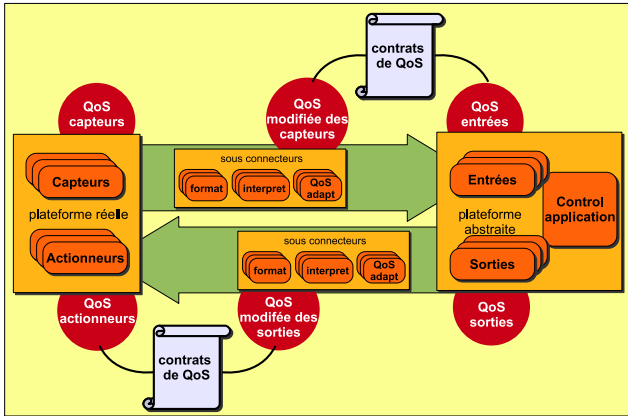 contrats
de QoS
QoS
capteurs
QoS
modifiée des
capteurs
QoS
entrées
sous connecteurs
format
interpret
QoS
adapt
Capteurs
plateforme réelle
Actionneurs
Entrées
plateforme
abstraite
Sorties
Control
application
sous connecteurs
format
interpret
QoS
adapt
QoS
actionneurs
QoS
modifée des
sorties
QoS
sorties
contrats
de QoS